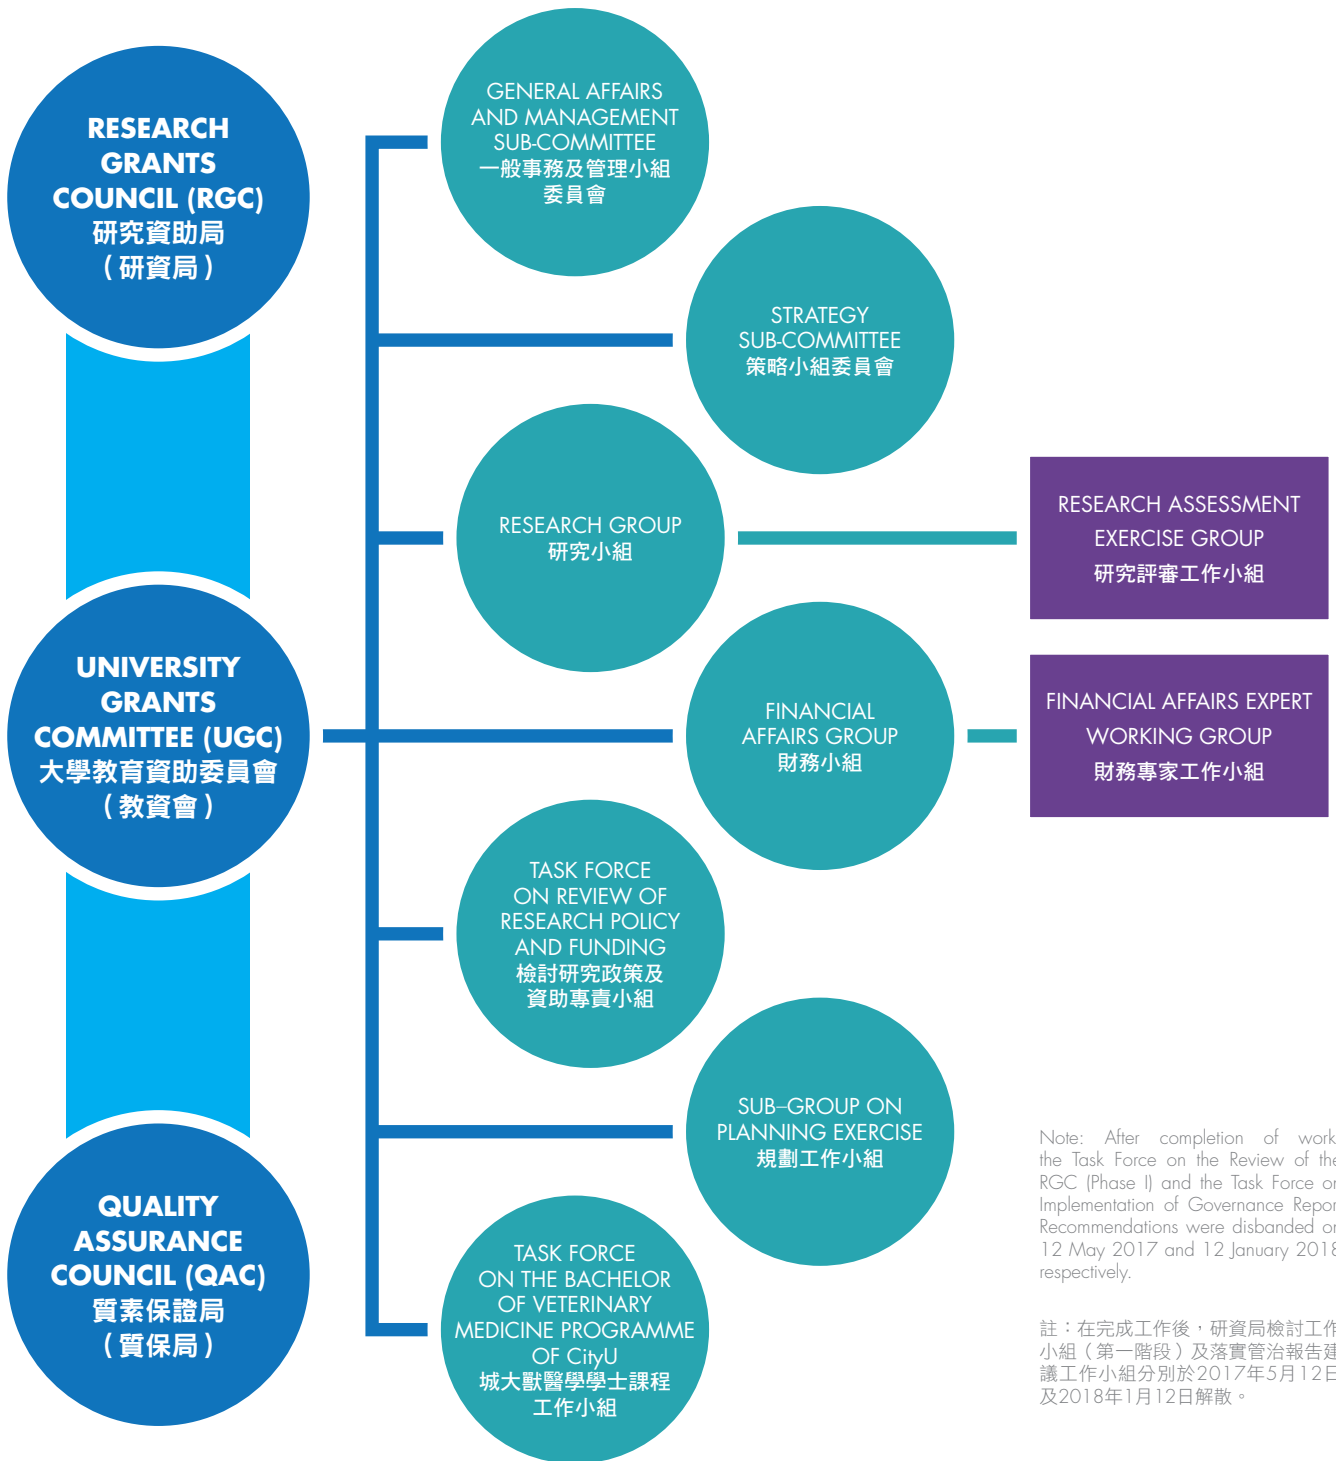 RESEARCH
GRANTS
COUNCIL (RGC)
研究資助局
（研資局）
UNIVERSITY
GRANTS
COMMITTEE (UGC)
大學教育資助委員會
（教資會）
QUALITY
ASSURANCE
COUNCIL (QAC)
質素保證局
（質保局）
GENERAL AFFAIRS
AND MANAGEMENT
SUB-COMMITTEE
一般事務及管理小組
委員會
STRATEGY
SUB-COMMITTEE
策略小組委員會
RESEARCH GROUP
研究小組
RESEARCH ASSESSMENT
EXERCISE GROUP
研究評審工作小組
FINANCIAL
AFFAIRS GROUP
財務小組
FINANCIAL AFFAIRS EXPERT
WORKING GROUP
財務專家工作小組
TASK FORCE
ON REVIEW OF
RESEARCH POLICY
AND FUNDING
檢討研究政策及
資助專責小組
SUB–GROUP ON
PLANNING EXERCISE
規劃工作小組
TASK FORCE
ON THE BACHELOR
OF VETERINARY
MEDICINE PROGRAMME
OF CityU
城大獸醫學學士課程
工作小組
Note: After completion of work
the Task Force on the Review of the
RGC (Phase I) and the Task Force on
Implementation of Governance Repor
Recommendations were disbanded on
12 May 2017 and 12 January 2018
respectively.
註：在完成工作後，研資局檢討工作
小組（第一階段）及落實管治報告建
議工作小組分別於2017年5月12日
及2018年1月12日解散。